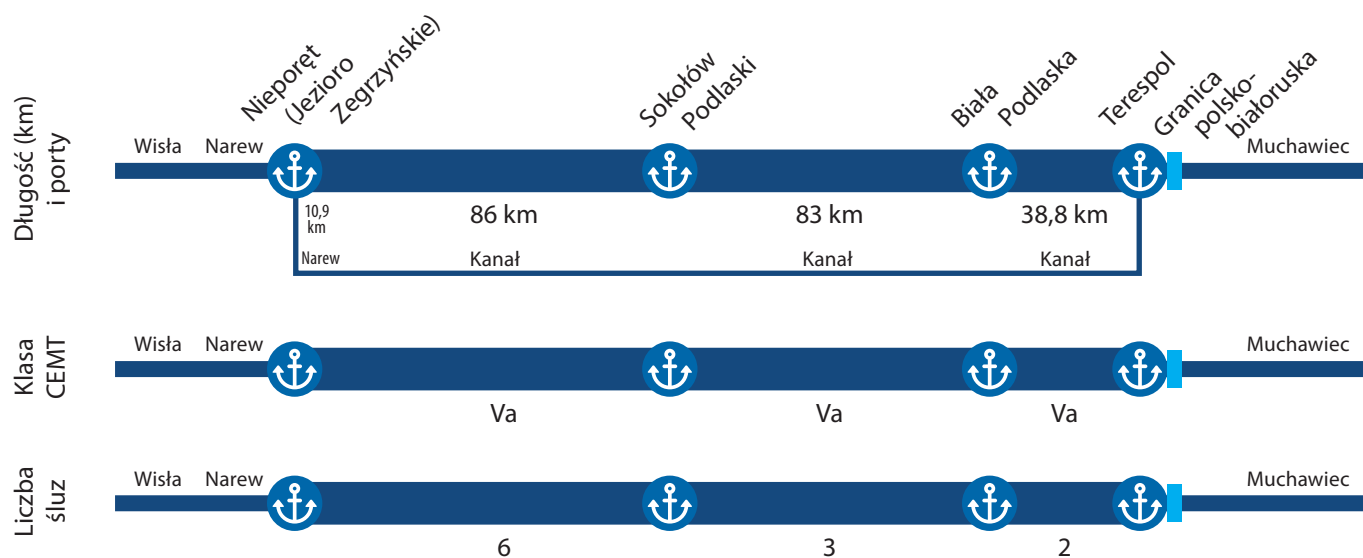 Długość (km)
i porty
Nieporęt
(Jezioro
Zegrzyńskie)
Sokołów
Podlaski
Biała
Podlaska
Terespol
Granica
polsko-
białoruska
Wisła Narew Muchawiec
10,9
km
86 km 83 km 38,8 km
Narew Kanał Kanał Kanał
Klasa
CEMT
Wisła Narew Muchawiec
Va Va Va
Liczba
śluz
Wisła Narew Muchawiec
6 3 2